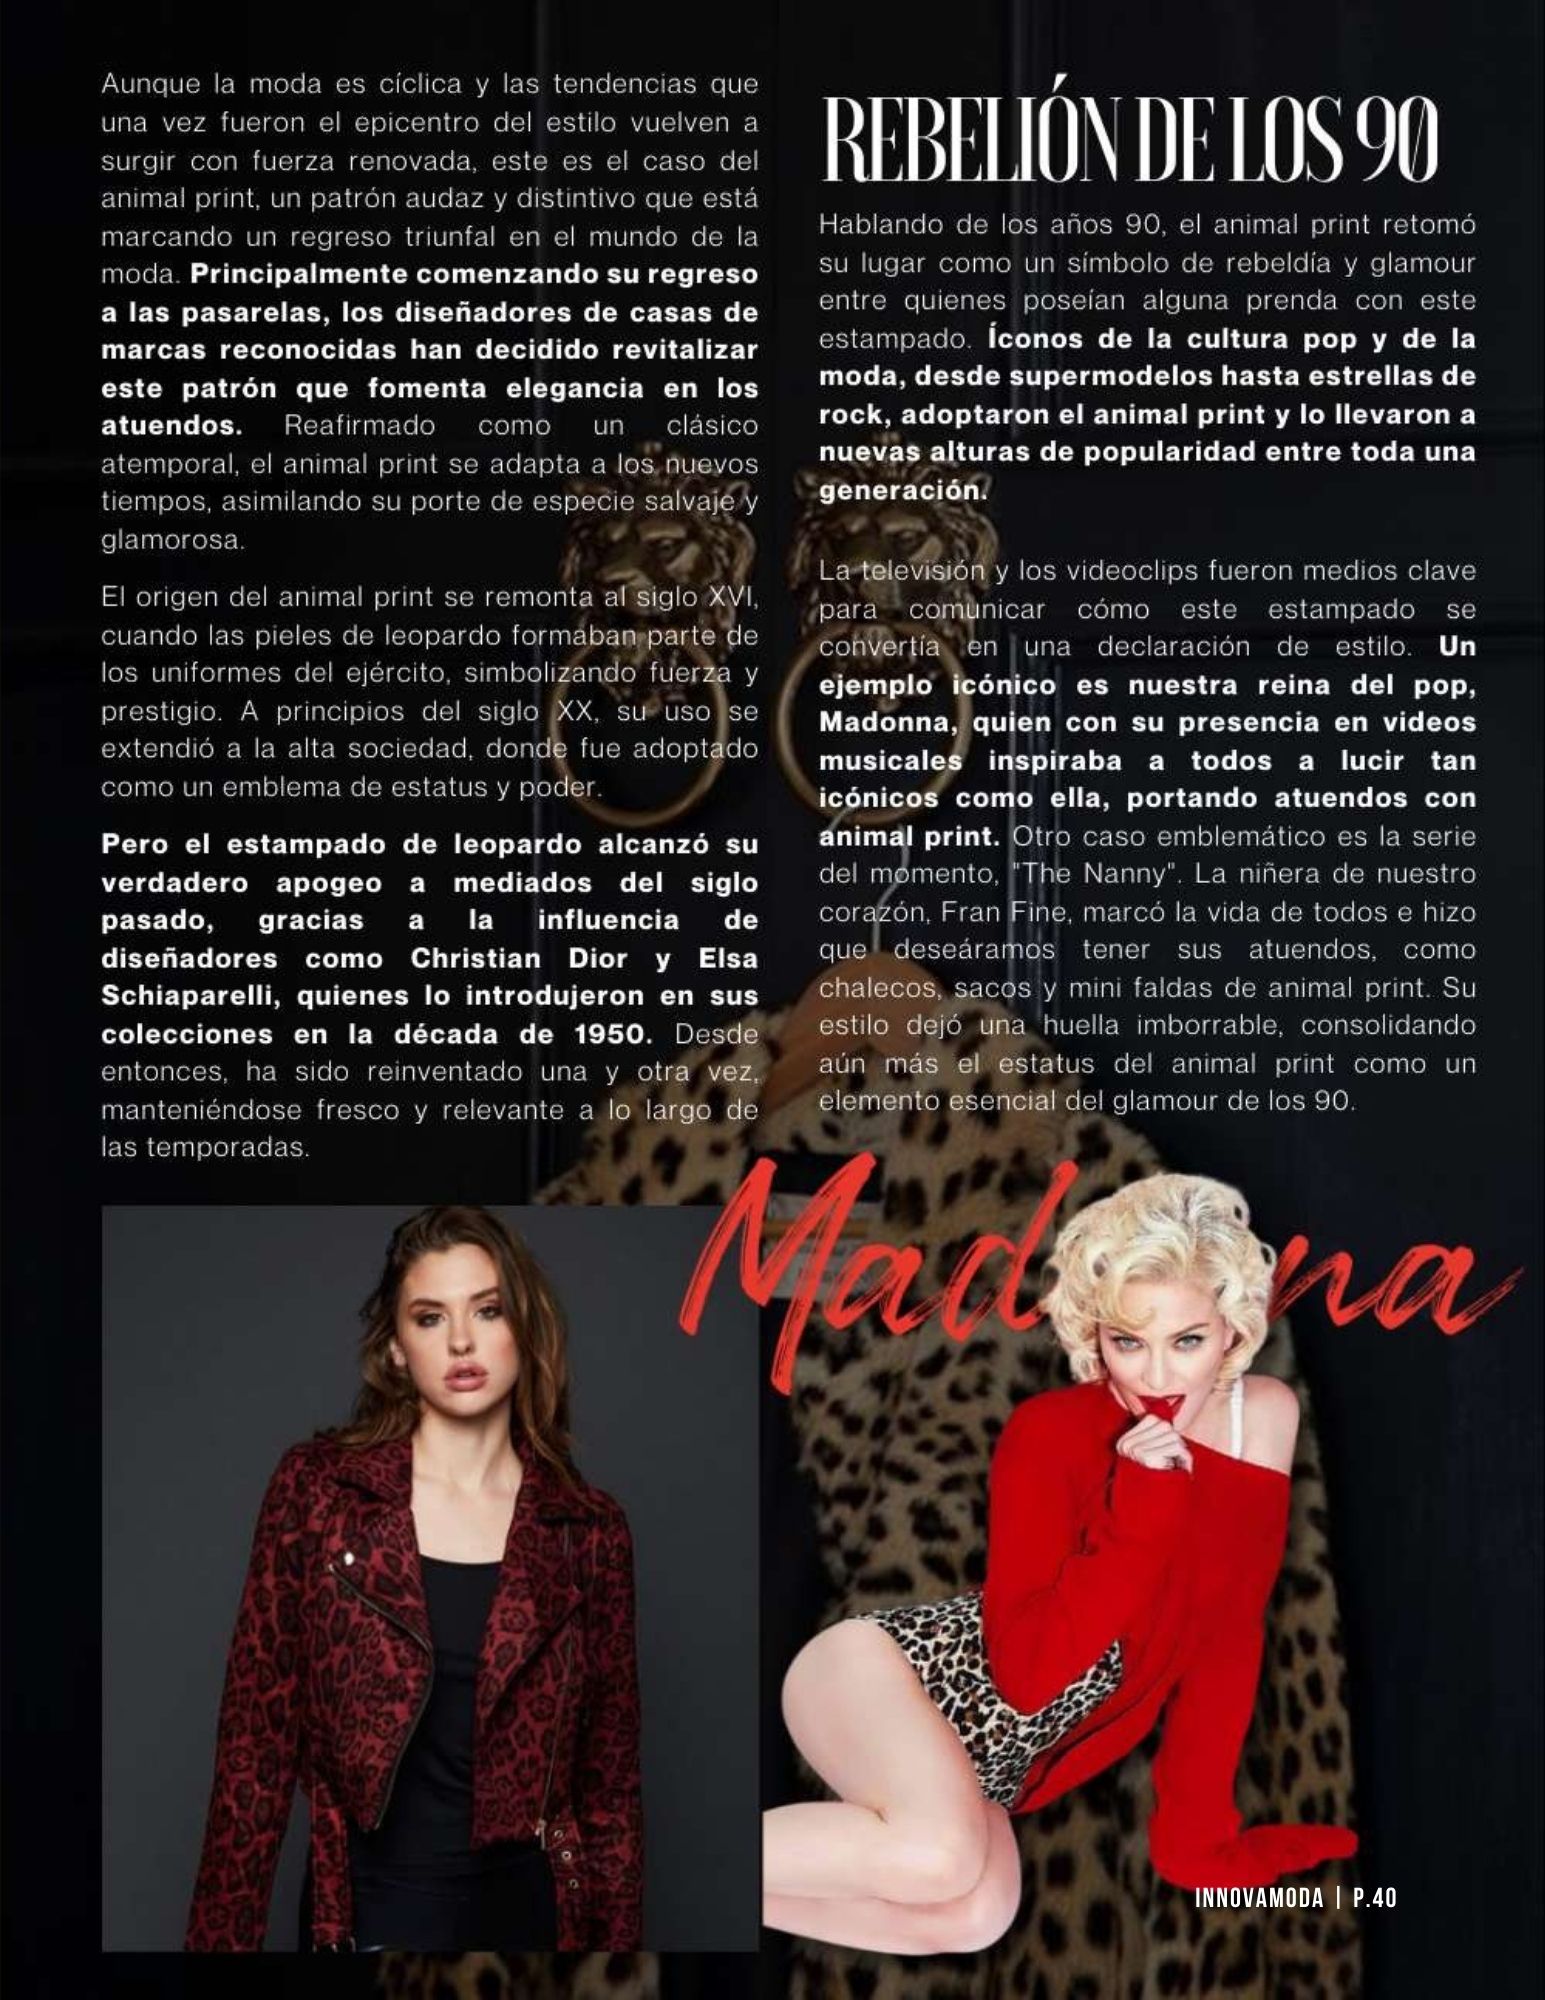 Aunque la moda es cíclica y las tendencias que
una vez fueron el epicentro del estilo vuelven a
surgir con fuerza renovada, este es el caso del
animal print, un patrón audaz y distintivo que está
marcando un regreso triunfal en el mundo de la
moda. Principalmente comenzando su regreso
a las pasarelas, los diseñadores de casas de
marcas reconocidas han decidido revitalizar
este patrón que fomenta elegancia en los
atuendos. Reafirmado como un clásico
atemporal, el animal print se adapta a los nuevos
tiempos, asimilando su porte de especie salvaje y
glamorosa.
El origen del animal print se remonta al siglo XVI,
cuando las pieles de leopardo formaban parte de
los uniformes del ejército, simbolizando fuerza y
prestigio. A principios del siglo XX, su uso se
extendió a la alta sociedad, donde fue adoptado
como un emblema de estatus y poder.
Pero el estampado de leopardo alcanzó su
verdadero apogeo a mediados del siglo
pasado, gracias a la influencia de
diseñadores como Christian Dior y Elsa
Schiaparelli, quienes lo introdujeron en sus
colecciones en la década de 1950. Desde
entonces, ha sido reinventado una y otra vez,
manteniéndose fresco y relevante a lo largo de
las temporadas.
REBELIÓN DE LOS 90
Hablando de los años 90, el animal print retomó
su lugar como un símbolo de rebeldía y glamour
entre quienes poseían alguna prenda con este
estampado. Íconos de la cultura pop y de la
moda, desde supermodelos hasta estrellas de
rock, adoptaron el animal print y lo llevaron a
nuevas alturas de popularidad entre toda una
generación.
La televisión y los videoclips fueron medios clave
para comunicar cómo este estampado se
convertía en una declaración de estilo. Un
ejemplo icónico es nuestra reina del pop,
Madonna, quien con su presencia en videos
musicales inspiraba a todos a lucir tan
icónicos como ella, portando atuendos con
animal print. Otro caso emblemático es la serie
del momento, "The Nanny". La niñera de nuestro
corazón, Fran Fine, marcó la vida de todos e hizo
que deseáramos tener sus atuendos, como
chalecos, sacos y mini faldas de animal print. Su
estilo dejó una huella imborrable, consolidando
aún más el estatus del animal print como un
elemento esencial del glamour de los 90.
Mad na
INNOVAMODA | P.40